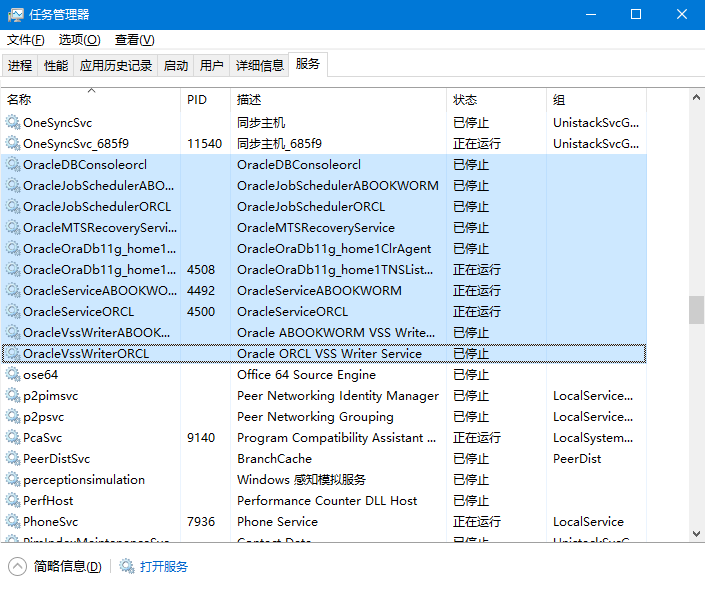 任务管理器
文件(F) 选项(O) 查看(V)
进程 性能 应用历史记录 启动 用户 详细信息 服务
名称 PID 描述 状态 组
OneSyncSvc 同步主机 已停止 UnistackSvcG...
OneSyncSvc_685f9 11540 同步主机_685f9 正在运行 UnistackSvcG...
OracleDBConsoleorcl OracleDBConsoleorcl 已停止
OracleJobSchedulerABO... OracleJobSchedulerABOOKWORM 已停止
OracleJobSchedulerORCL OracleJobSchedulerORCL 已停止
OracleMTSRecoveryServi... OracleMTSRecoveryService 已停止
OracleOraDb11g_home1... OracleOraDb11g_home1ClrAgent 已停止
OracleOraDb11g_home1... 4508 OracleOraDb11g_home1TNSList... 正在运行
OracleServiceABOOKWO... 4492 OracleServiceABOOKWORM 正在运行
OracleServiceORCL 4500 OracleServiceORCL 正在运行
OracleVssWriterABOOK... Oracle ABOOKWORM VSS Write... 已停止
OracleVssWriterORCL Oracle ORCL VSS Writer Service 已停止
ose64 Office 64 Source Engine 已停止
p2pimsvc Peer Networking Identity Manager 已停止 LocalService...
p2psvc Peer Networking Grouping 已停止 LocalService...
PcaSvc 9140 Program Compatibility Assistant ... 正在运行 LocalSystem...
PeerDistSvc BranchCache 已停止 PeerDist
perceptionsimulation Windows 感知模拟服务 已停止
PerfHost Performance Counter DLL Host 已停止
PhoneSvc 7936 Phone Service 正在运行 LocalService
PimIndexMaintenanceSvc Contact Data 已停止 UnistackSvcG...
简略信息(D) 打开服务